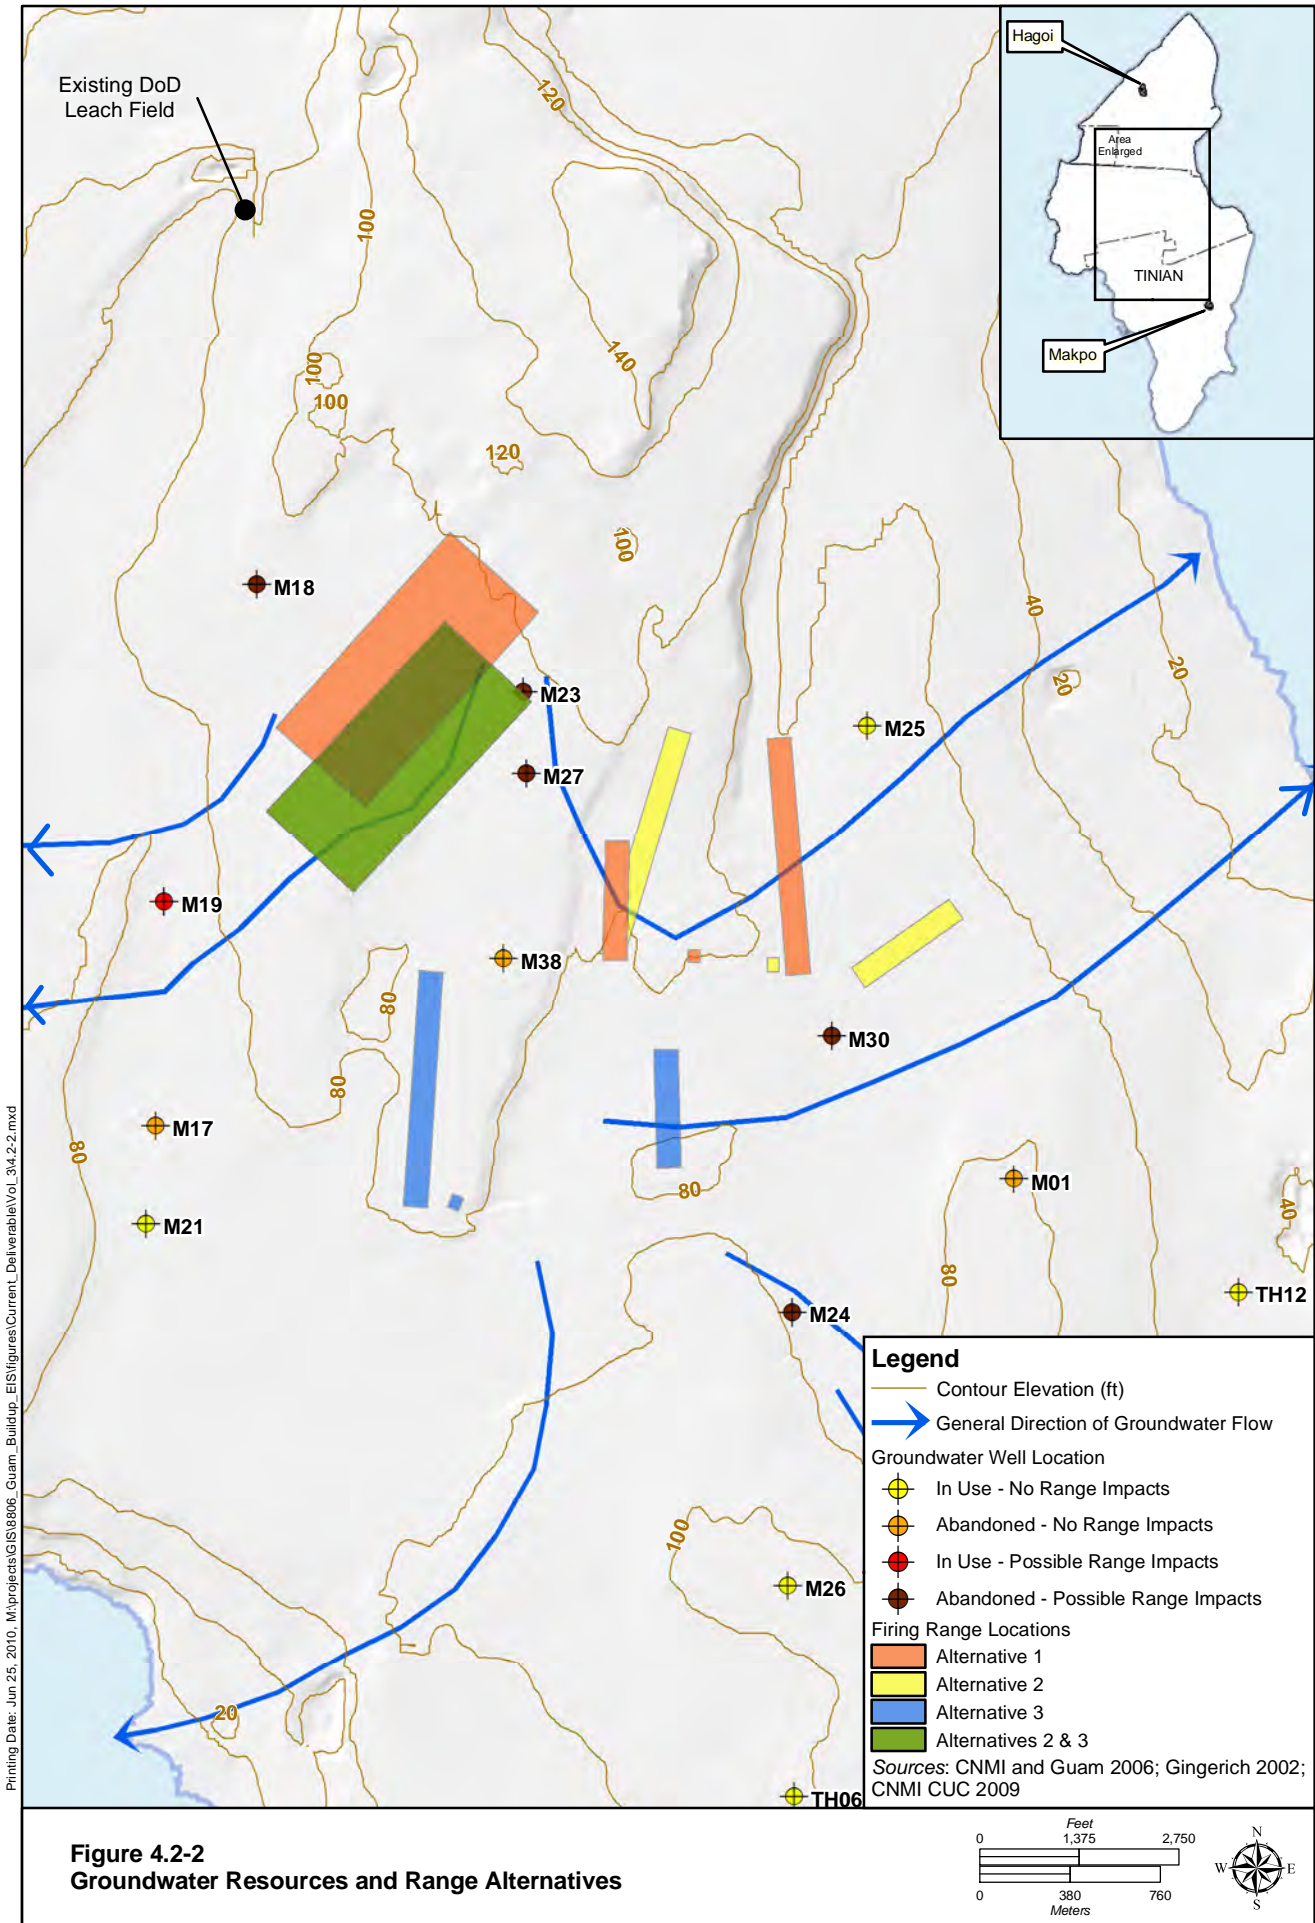 Existing DoD
Leach Field
Hagoi
Area
Enlarged
TINIAN
Makpo
120
100
140
100
100
120
100
M18
40
20
20
M23
M25
M27
M19
M38
80
M30
80
M17
80
M01
80
40
M21
80
TH12
M24
100
M26
20
TH06
Legend
Contour Elevation (ft)
General Direction of Groundwater Flow
Groundwater Well Location
In Use - No Range Impacts
Abandoned - No Range Impacts
In Use - Possible Range Impacts
Abandoned - Possible Range Impacts
Firing Range Locations
Alternative 1
Alternative 2
Alternative 3
Alternatives 2 & 3
Sources: CNMI and Guam 2006; Gingerich 2002;
CNMI CUC 2009
Printing Date: Jun 25, 2010, M:\projects\GIS\8806_Guam_Buildup_EIS\figures\Current_Deliverable\Vol_3\4.2-2.mxd
Figure 4.2-2
Groundwater Resources and Range Alternatives
Feet
0 1,375 2,750
0 380 760
Meters
N
W E
S